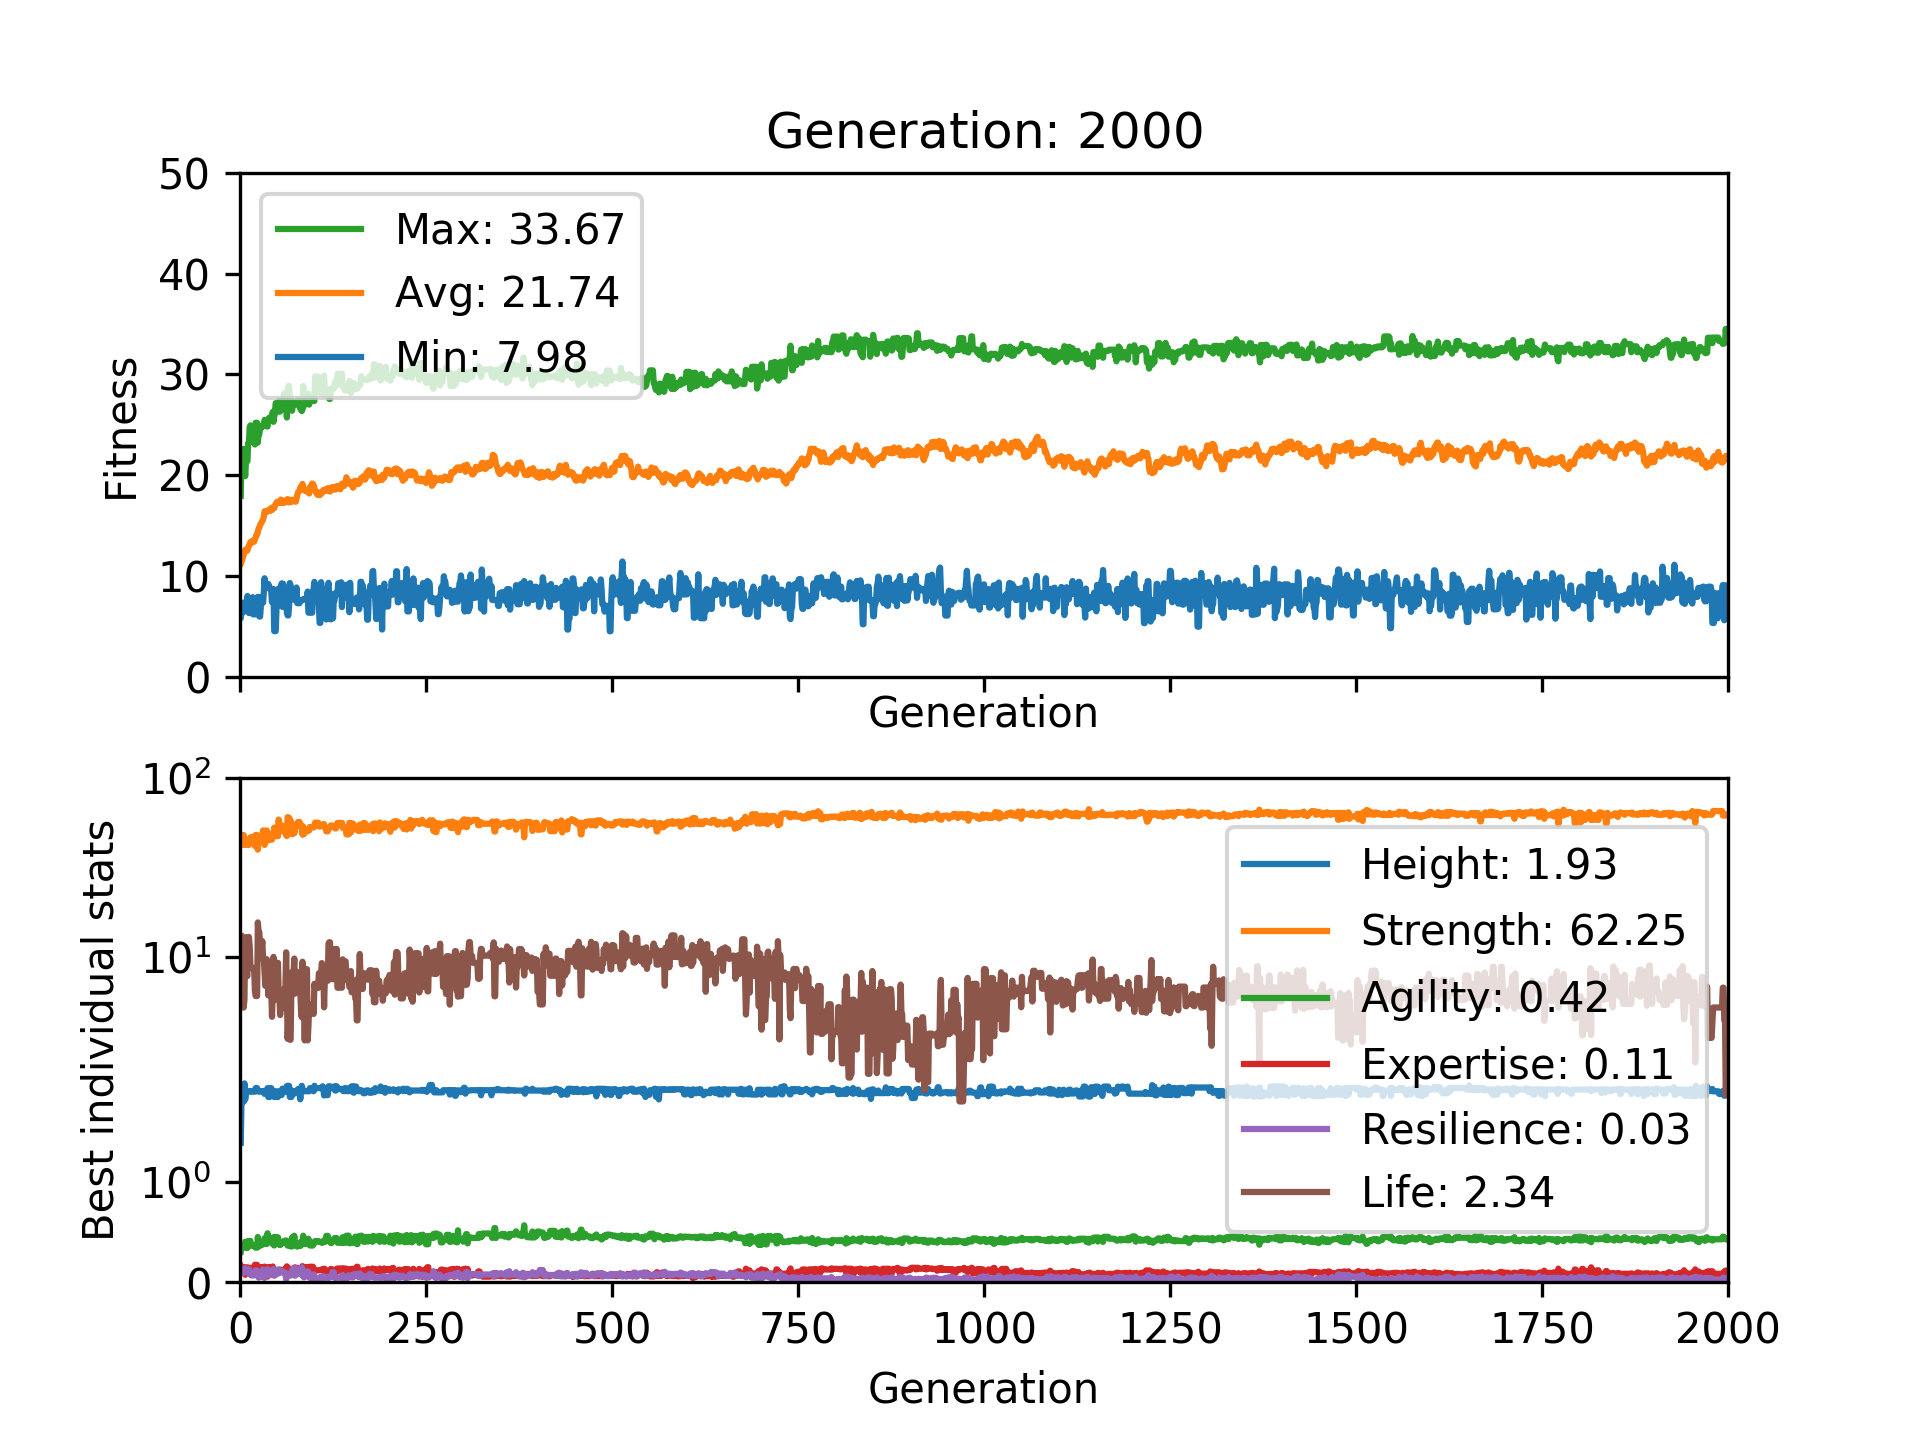 Generation: 2000
50
40
30
20
10
0
Fitness
Max: 33.67
Avg: 21.74
Min: 7.98
Generation
10²
10¹
10⁰
0
Best individual stats
Height: 1.93
Strength: 62.25
Agility: 0.42
Expertise: 0.11
Resilience: 0.03
Life: 2.34
0 250 500 750 1000 1250 1500 1750 2000
Generation